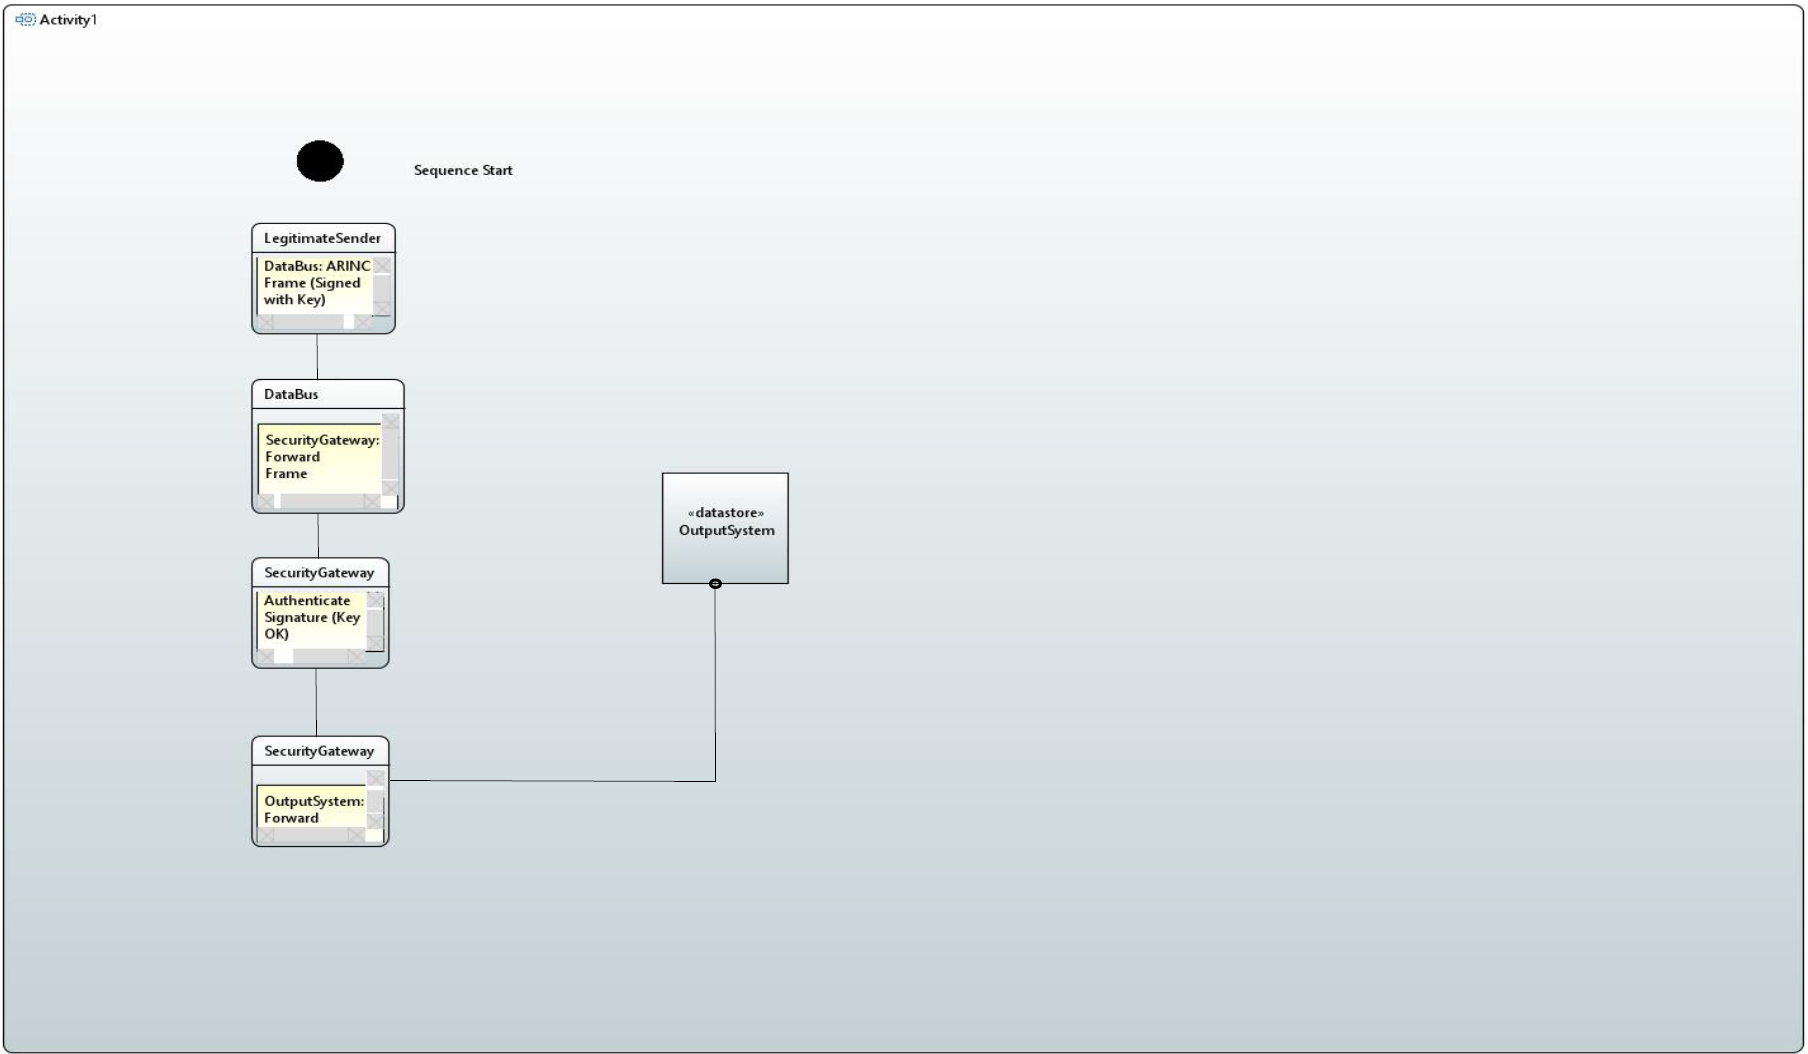 Activity1
Sequence Start
LegitimateSender
DataBus: ARINC
Frame (Signed
with Key)
DataBus
SecurityGateway:
Forward
Frame
«datastore»
OutputSystem
SecurityGateway
Authenticate
Signature (Key
OK)
SecurityGateway
OutputSystem:
Forward